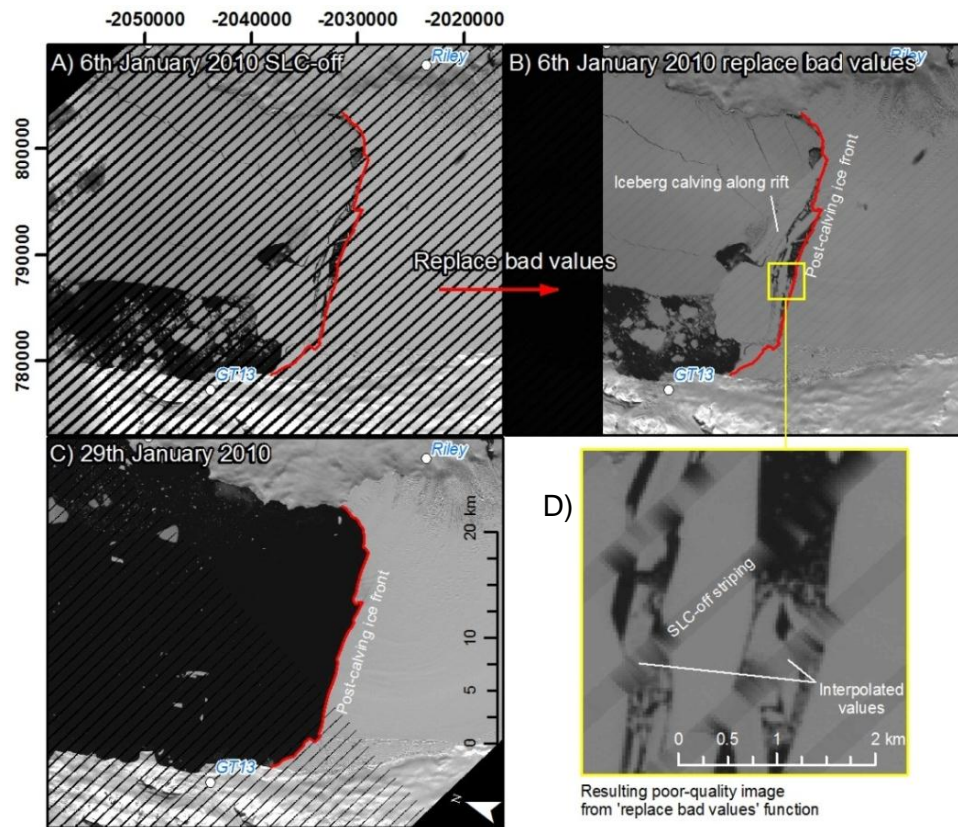 -2050000 -2040000 -2030000 -2020000
A) 6th January 2010 SLC-off
Riley
800000
790000
780000
GT13
Replace bad values
B) 6th January 2010 replace bad values
Riley
Iceberg calving along rift
Post-calving ice front
GT13
C) 29th January 2010
Riley
20 km
10
5
0
Post-calving ice front
GT13
N
D)
SLC-off striping
Interpolated
values
0 0.5 1 2 km
Resulting poor-quality image
from 'replace bad values' function